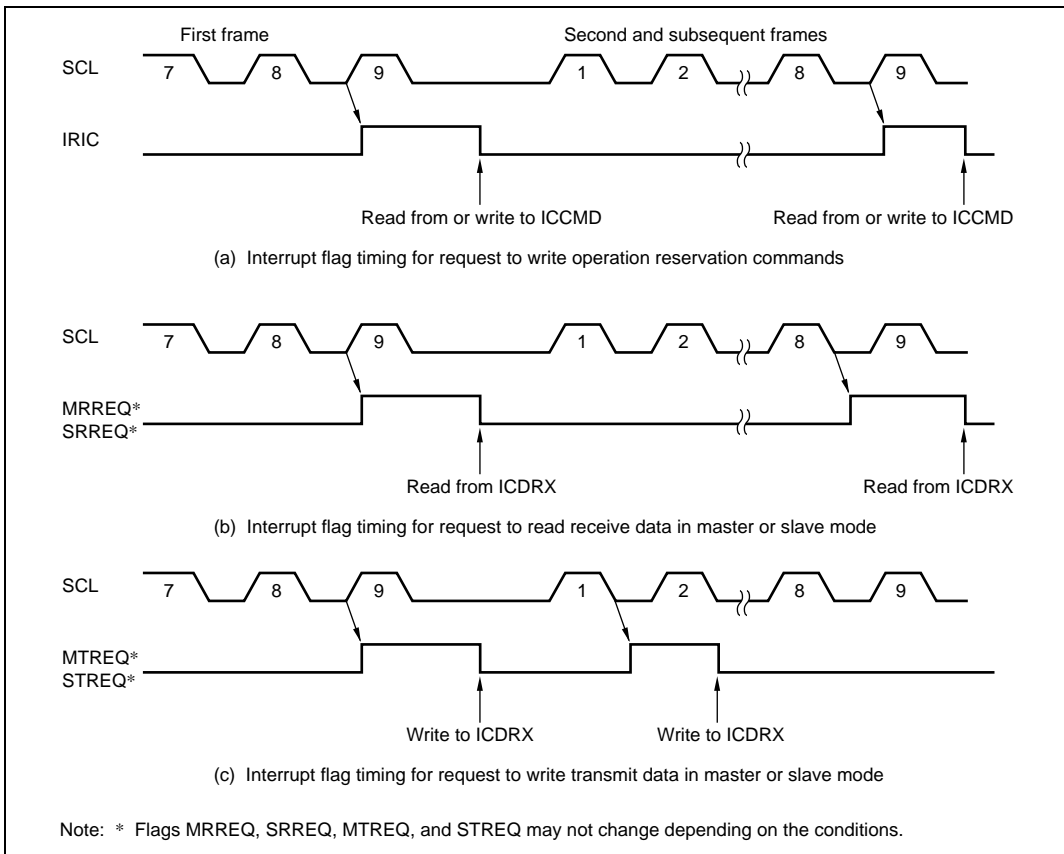 First frame Second and subsequent frames
SCL 7 8 9 1 2 8 9
IRIC
Read from or write to ICCMD Read from or write to ICCMD
(a) Interrupt flag timing for request to write operation reservation commands
SCL 7 8 9 1 2 8 9
MRREQ*
SRREQ*
Read from ICDRX Read from ICDRX
(b) Interrupt flag timing for request to read receive data in master or slave mode
SCL 7 8 9 1 2 8 9
MTREQ*
STREQ*
Write to ICDRX Write to ICDRX
(c) Interrupt flag timing for request to write transmit data in master or slave mode
Note: * Flags MRREQ, SRREQ, MTREQ, and STREQ may not change depending on the conditions.